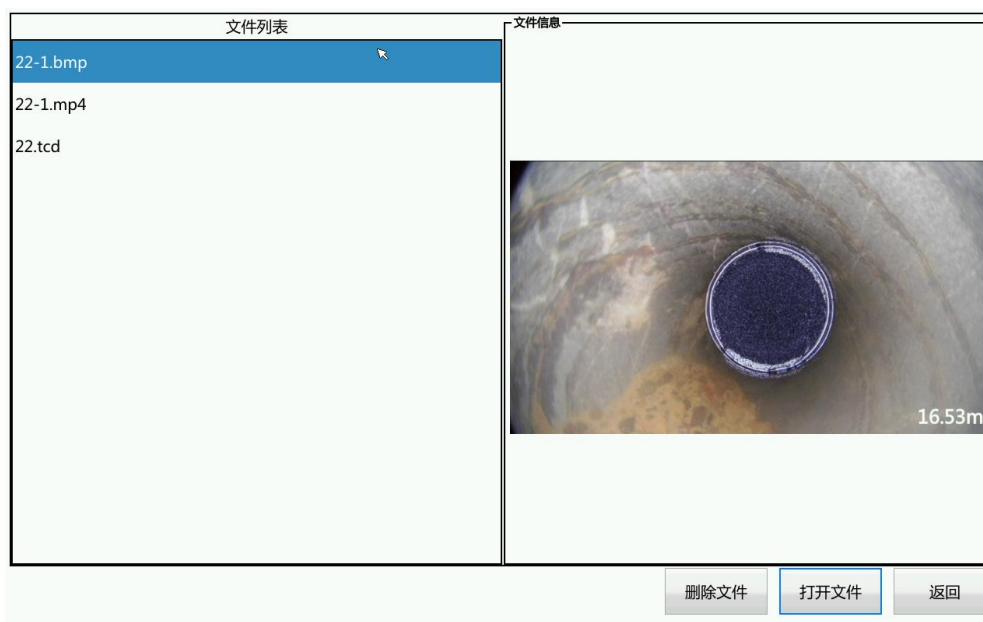 文件列表
文件信息
22-1.bmp
22-1.mp4
22.tcd
16.53m
删除文件
打开文件
返回